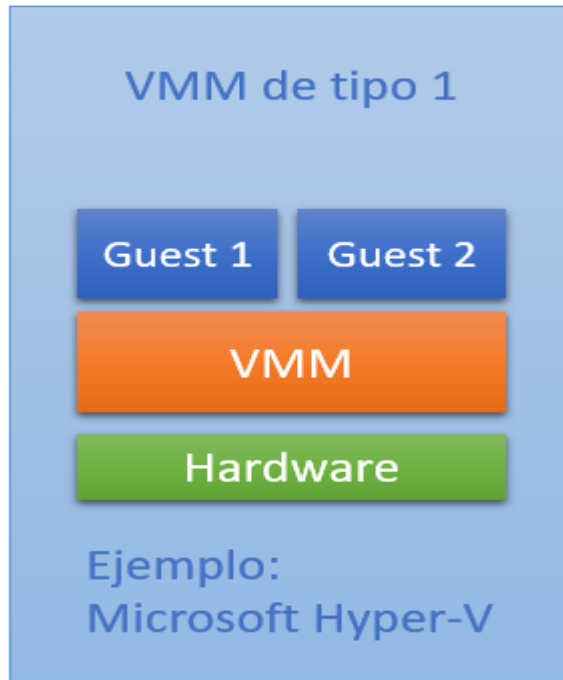 VMM de tipo 1
Guest 1 Guest 2
VMM
Hardware
Ejemplo:
Microsoft Hyper-V